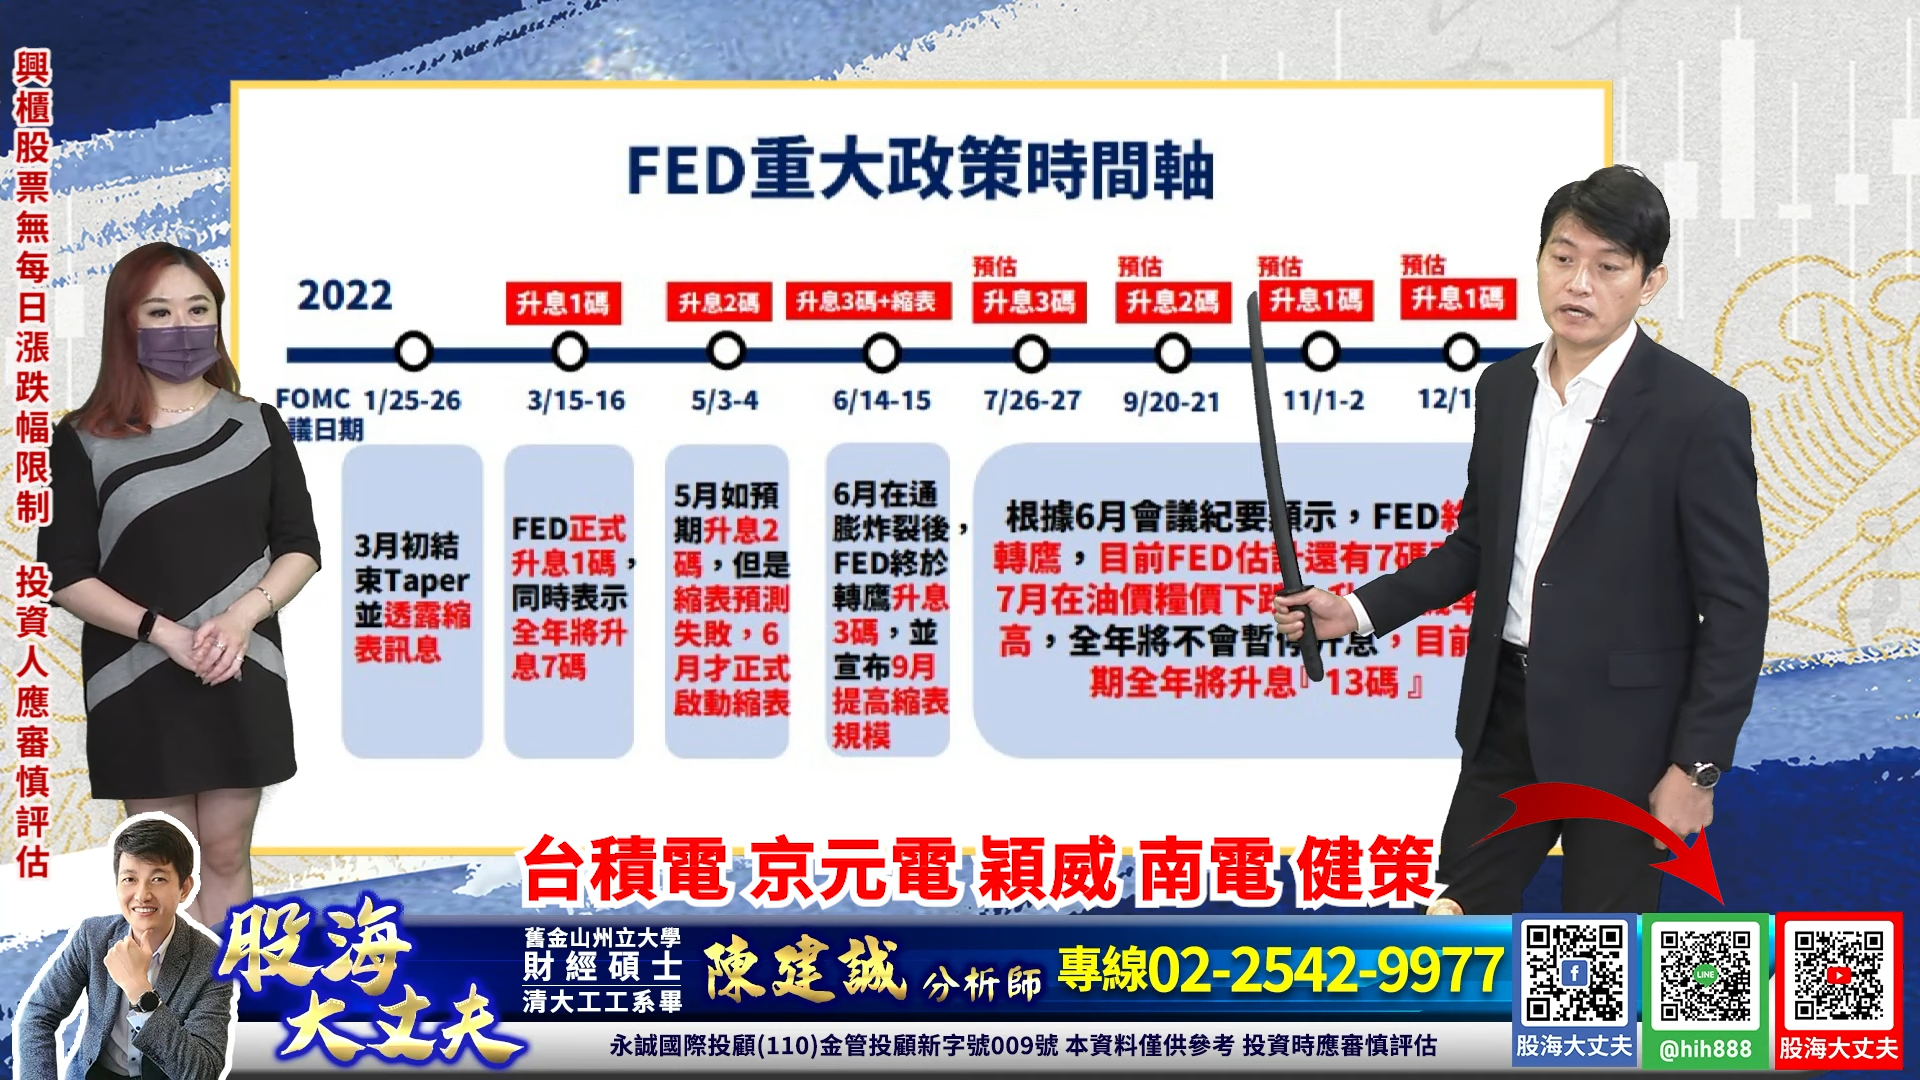 興櫃股票無每日漲跌幅限制 投資人應審慎評估
FED重大政策時間軸
2022
升息1碼
升息2碼
升息3碼+縮表
預估
升息3碼
預估
升息2碼
預估
升息1碼
預估
升息1碼
FOMC
議日期
1/25-26
3/15-16
5/3-4
6/14-15
7/26-27
9/20-21
11/1-2
12/1
3月初結
束Taper
並透露縮
表訊息
FED正式
升息1碼，
同時表示
全年將升
息7碼
5月如預
期升息2
碼，但是
縮表預測
失敗，6
月才正式
啟動縮表
6月在通
膨炸裂後，
FED終於
轉鷹升息
3碼，並
宣布9月
提高縮表
規模
根據6月會議紀要顯示，FED終
轉鷹，目前FED估計還有7碼
7月在油價糧價下跌 升
高，全年將不會暫停升息，目前
期全年將升息『13碼』
台積電 京元電 穎威 南電 健策
股海
大丈夫
舊金山州立大學
財經碩士
清大工工系畢
陳建誠 分析師
專線02-2542-9977
永誠國際投顧(110)金管投顧新字號009號 本資料僅供參考 投資時應審慎評估
股海大丈夫
LINE
@hih888
股海大丈夫